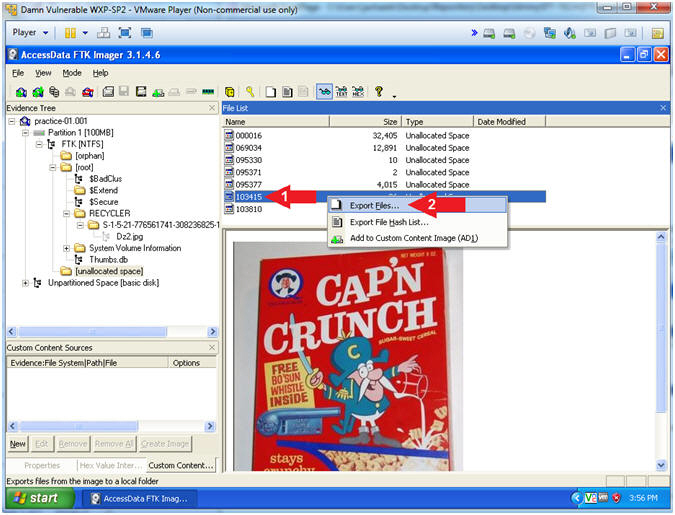 Damn Vulnerable WXP-SP2 - VMware Player (Non-commercial use only)
Player
AccessData FTK Imager 3.1.4.6
File View Mode Help
Evidence Tree
practice-01.001
Partition 1 [100MB]
FTK [NTFS]
[orphan]
[root]
$BadClus
$Extend
$Secure
RECYCLER
S-1-5-21-776561741-308236825-1
Dz2.jpg
System Volume Information
Thumbs.db
[unallocated space]
Unpartitioned Space [basic disk]
File List
Name Size Type Date Modified
000016 32,405 Unallocated Space
069034 12,891 Unallocated Space
095330 10 Unallocated Space
095371 2 Unallocated Space
095377 4,015 Unallocated Space
103415 1
103810
Export Files... 2
Export File Hash List...
Add to Custom Content Image (AD1)
NET WEIGHT 8 OZ.
QUAKER
CAP'N
CRUNCH
SUGAR-SWEET CEREAL
FREE
BO'SUN
WHISTLE
INSIDE
C
stays
crunchy
Custom Content Sources
Evidence:File System|Path|File Options
New Edit Remove Remove All Create Image
Properties Hex Value Inter... Custom Content...
Exports files from the image to a local folder
start AccessData FTK Imag... 3:56 PM